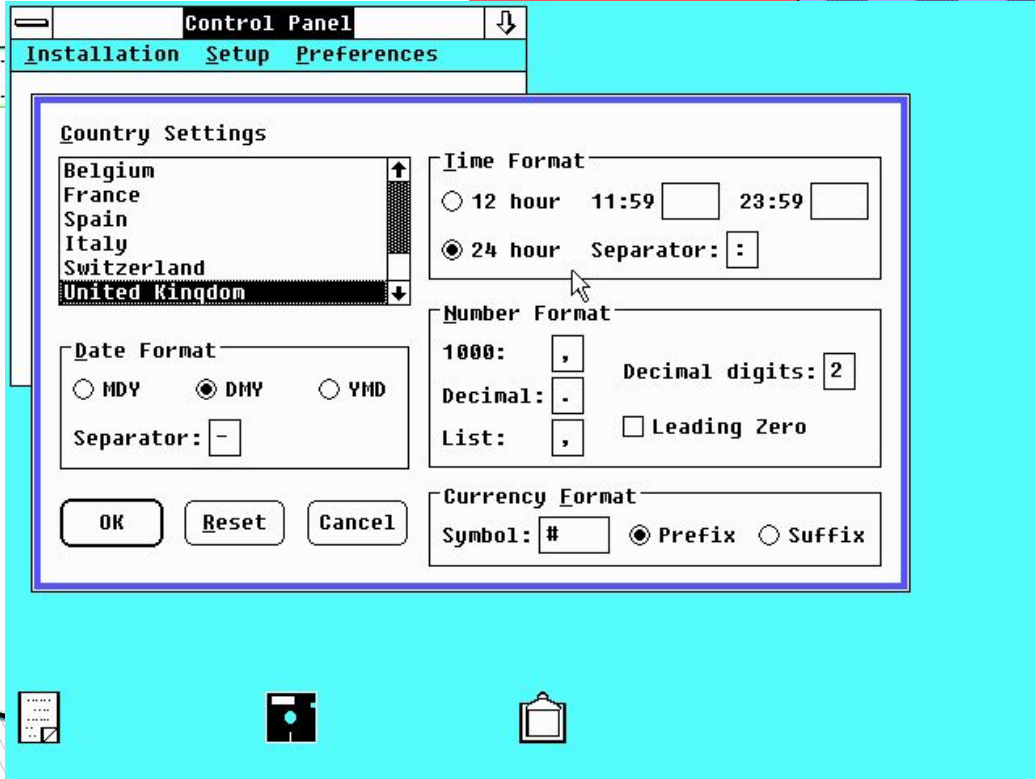 Control Panel
Installation Setup Preferences
Country Settings
Belgium
France
Spain
Italy
Switzerland
United Kingdom
Date Format
MDY DMY YMD
Separator: -
OK Reset Cancel
Time Format
12 hour 11:59 23:59
24 hour Separator: :
Number Format
1000: ,
Decimal: .
List: ,
Decimal digits: 2
Leading Zero
Currency Format
Symbol: # Prefix Suffix